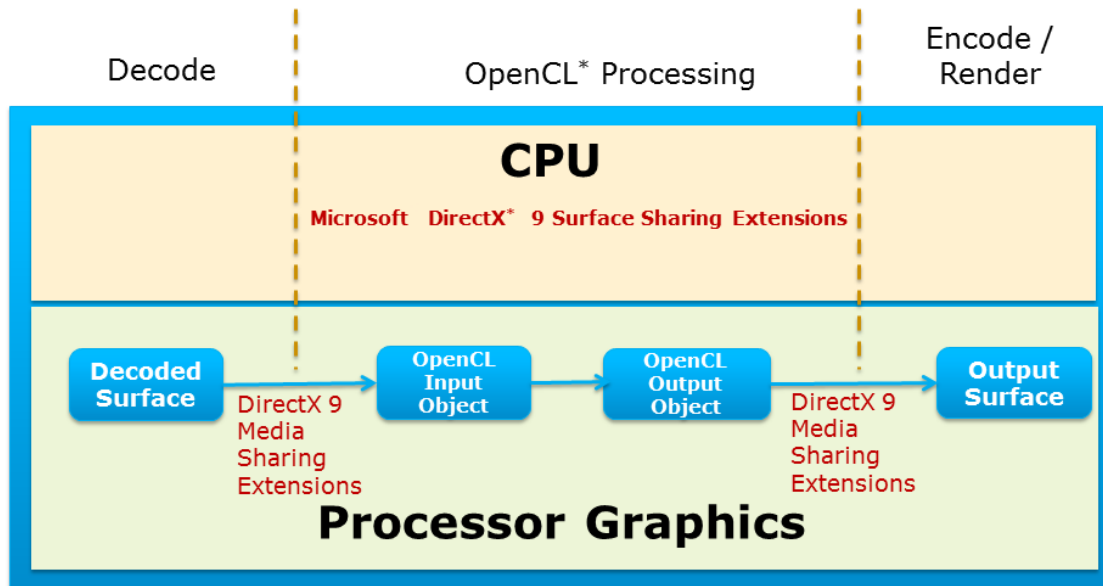 Decode
OpenCL* Processing
Encode /
Render
CPU
Microsoft DirectX* 9 Surface Sharing Extensions
Decoded
Surface
DirectX 9
Media
Sharing
Extensions
OpenCL
Input
Object
OpenCL
Output
Object
DirectX 9
Media
Sharing
Extensions
Output
Surface
Processor Graphics